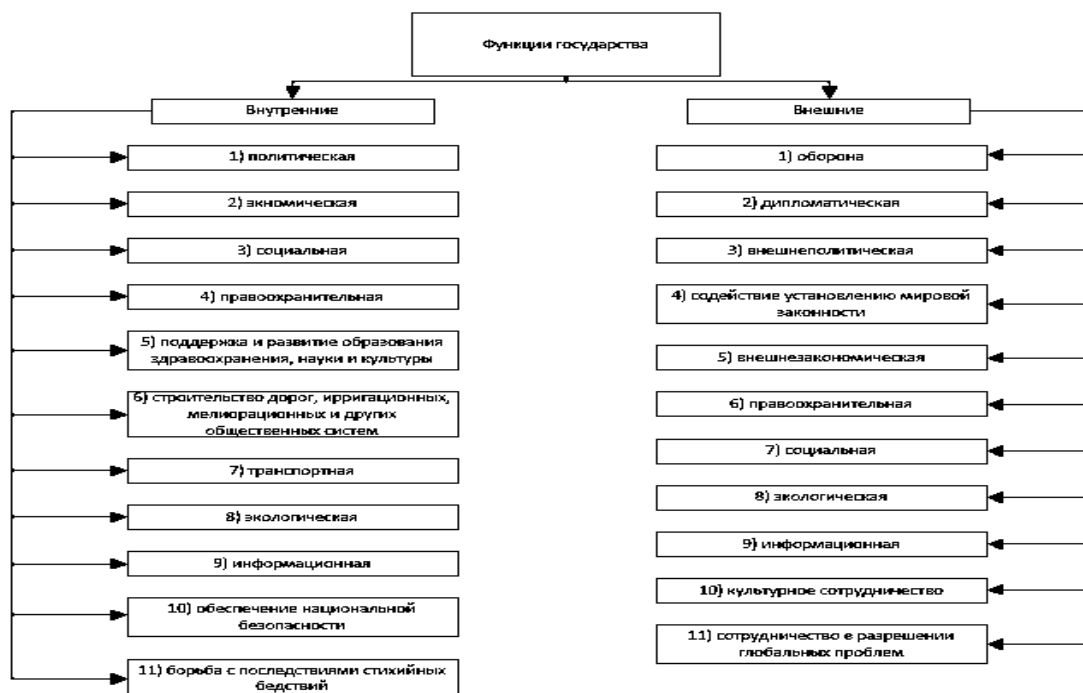 Функции государства
Внутренние
1) политическая
2) экномическая
3) социальная
4) правоохранительная
5) поддержка и развитие образования
здравоохранения, науки и культуры
6) строительство дорог, ирригационных,
мелиорационных и других
общественных систем
7) транспортная
8) экологическая
9) информационная
10) обеспечение национальной
безопасности
11) борьба с последствиями стихийных
бедствий
Внешние
1) оборона
2) дипломатическая
3) внешнеполитическая
4) содействие установлению мировой
законности
5) внешнезакономическая
6) правоохранительная
7) социальная
8) экологическая
9) информационная
10) культурное сотрудничество
11) сотрудничество в разрешении
глобальных проблем